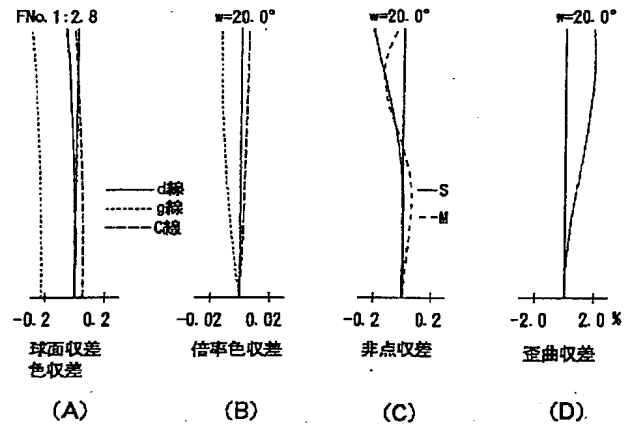 FNo. 1:2.8
w=20.0°
w=20.0°
w=20.0°
d線
g線
C線
S
M
-0.2 0.2
-0.02 0.02
-0.2 0.2
-2.0 2.0 %
球面収差
色収差
倍率色収差
非点収差
歪曲収差
(A)
(B)
(C)
(D)